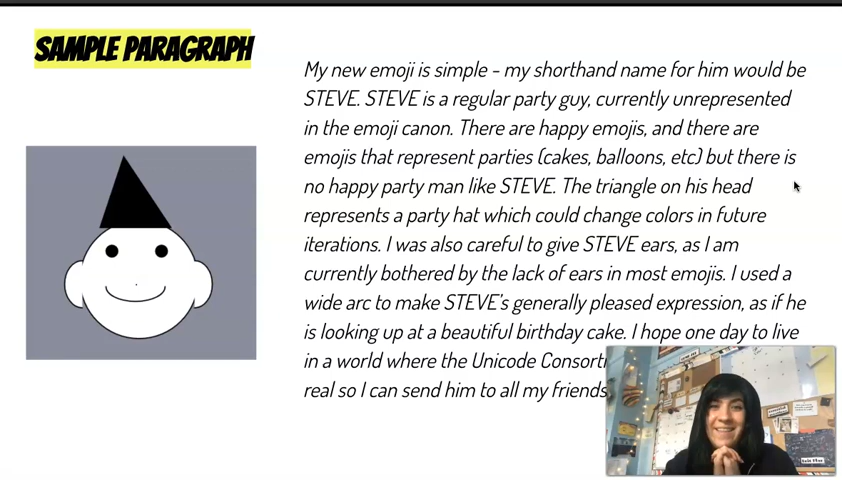 SAMPLE PARAGRAPH
My new emoji is simple - my shorthand name for him would be
STEVE. STEVE is a regular party guy, currently unrepresented
in the emoji canon. There are happy emojis, and there are
emojis that represent parties (cakes, balloons, etc) but there is
no happy party man like STEVE. The triangle on his head
represents a party hat which could change colors in future
iterations. I was also careful to give STEVE ears, as I am
currently bothered by the lack of ears in most emojis. I used a
wide arc to make STEVE's generally pleased expression, as if he
is looking up at a beautiful birthday cake. I hope one day to live
in a world where the Unicode
real so I can send him to all my friends